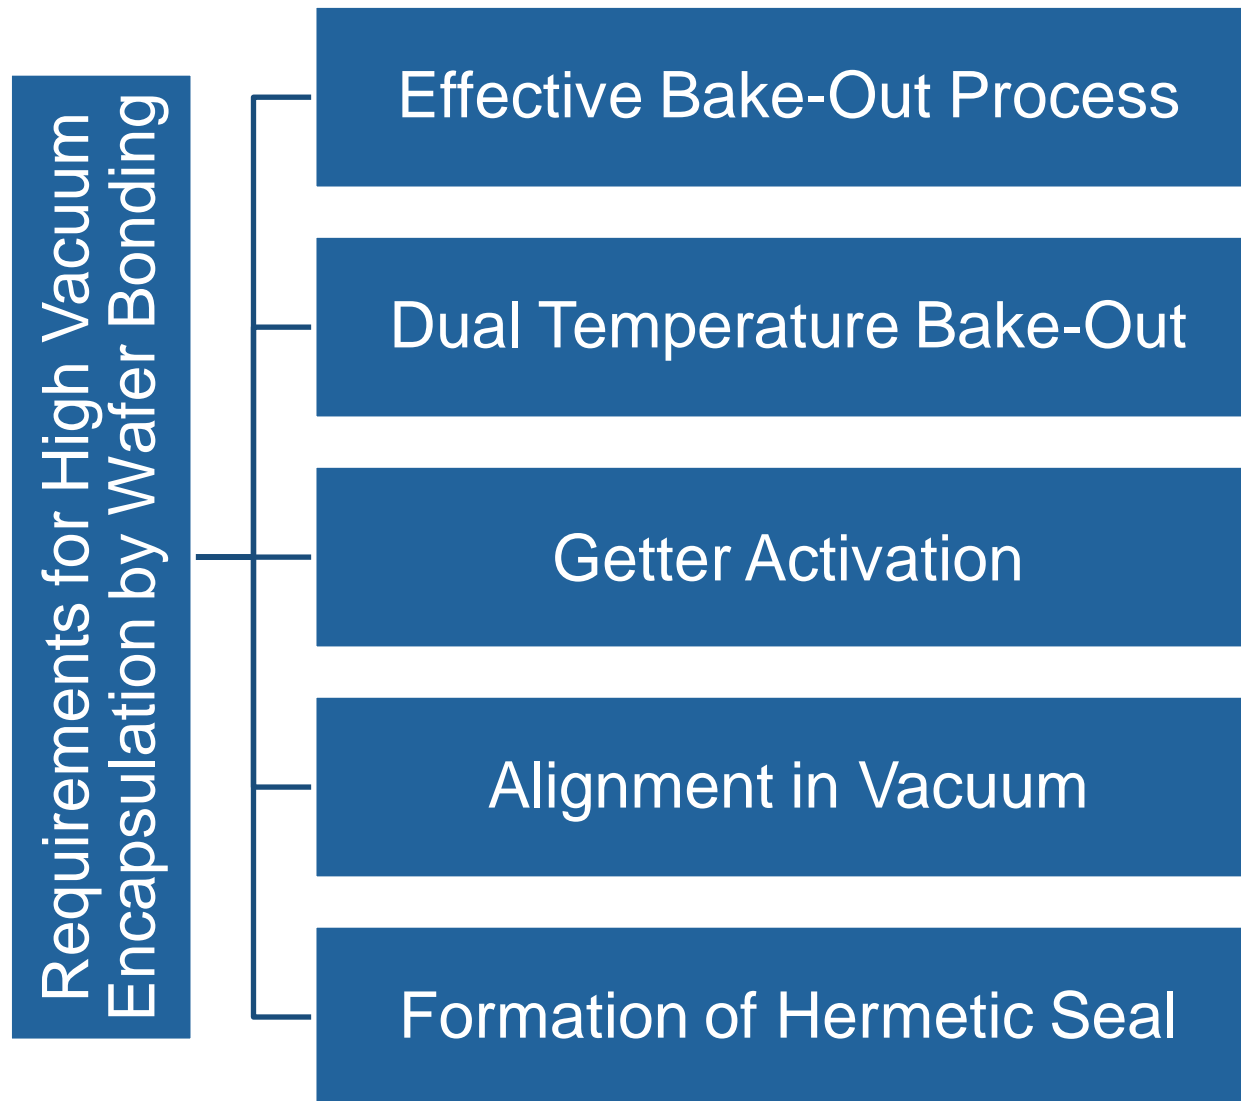 Requirements for High Vacuum
Encapsulation by Wafer Bonding
Effective Bake-Out Process
Dual Temperature Bake-Out
Getter Activation
Alignment in Vacuum
Formation of Hermetic Seal